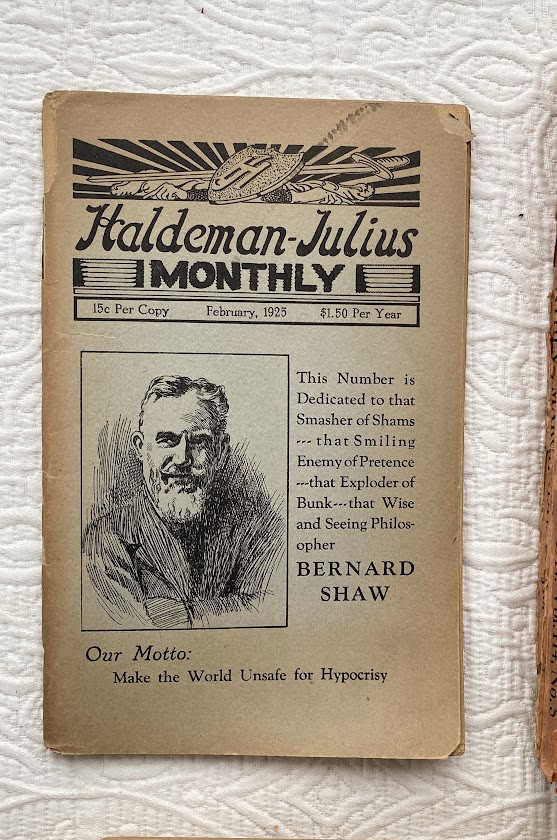 Haldeman-Julius
MONTHLY
15c Per Copy February, 1925 $1.50 Per Year
This Number is
Dedicated to that
Smasher of Shams
---that Smiling
Enemy of Pretence
---that Exploder of
Bunk---that Wise
and Seeing Philos-
opher
BERNARD
SHAW
Our Motto:
Make the World Unsafe for Hypocrisy